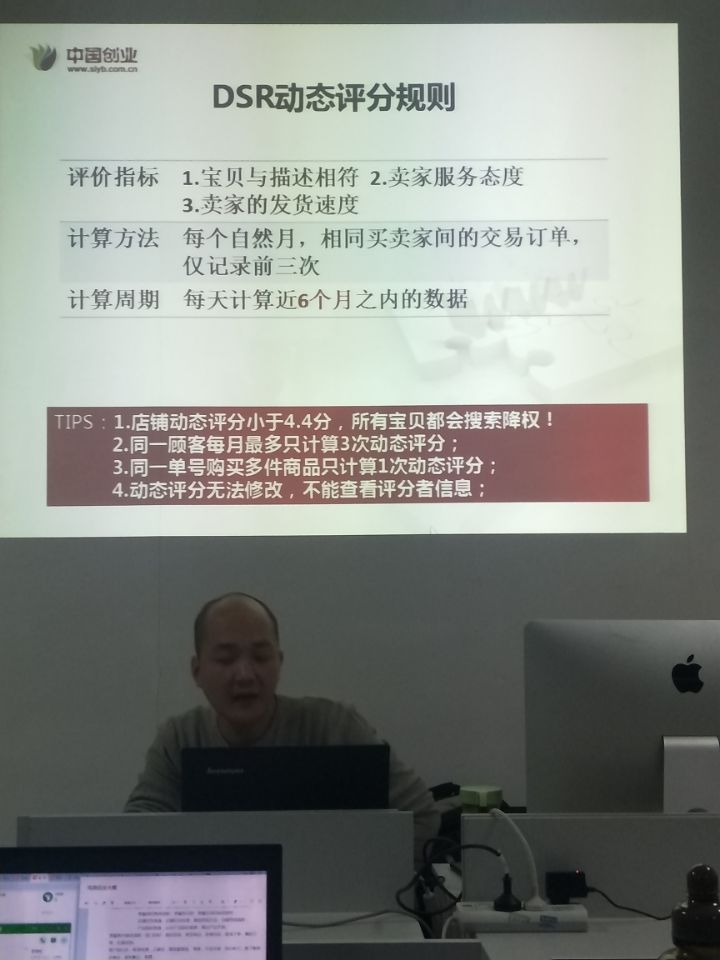 中国创业
www.siyb.com.cn
DSR动态评分规则
评价指标 1.宝贝与描述相符 2.卖家服务态度
3.卖家的发货速度
计算方法 每个自然月，相同买卖家间的交易订单，
仅记录前三次
计算周期 每天计算近6个月之内的数据
TIPS：1.店铺动态评分小于4.4分，所有宝贝都会搜索降权！
2.同一顾客每月最多只计算3次动态评分；
3.同一单号购买多件商品只计算1次动态评分；
4.动态评分无法修改，不能查看评分者信息；
lenovo